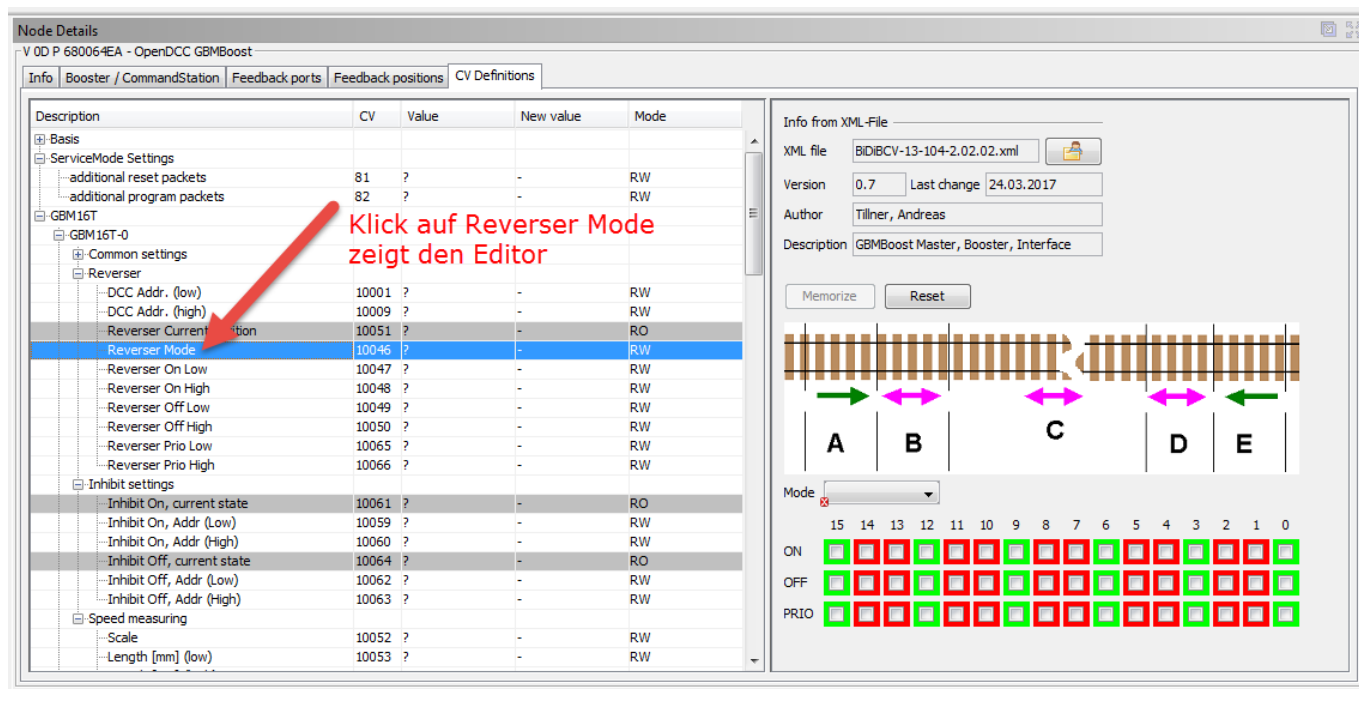 Node Details
V 0D P 680064EA - OpenDCC GBMBoost
Info Booster / CommandStation Feedback ports Feedback positions CV Definitions
Description CV Value New value Mode
Basis
ServiceMode Settings
additional reset packets 81 ? - RW
additional program packets 82 ? - RW
GBM16T
GBM16T-0
Common settings
Reverser
DCC Addr. (low) 10001 ? - RW
DCC Addr. (high) 10009 ? - RW
Reverser Current 10051 ? - RO
Reverser Mode 10046 ? - RW
Reverser On Low 10047 ? - RW
Reverser On High 10048 ? - RW
Reverser Off Low 10049 ? - RW
Reverser Off High 10050 ? - RW
Reverser Prio Low 10065 ? - RW
Reverser Prio High 10066 ? - RW
Inhibit settings
Inhibit On, current state 10061 ? - RO
Inhibit On, Addr (Low) 10059 ? - RW
Inhibit On, Addr (High) 10060 ? - RW
Inhibit Off, current state 10064 ? - RO
Inhibit Off, Addr (Low) 10062 ? - RW
Inhibit Off, Addr (High) 10063 ? - RW
Speed measuring
Scale 10052 ? - RW
Length [mm] (low) 10053 ? - RW
Klick auf Reverser Mode
zeigt den Editor
Info from XML-File
XML file BiDiBCV-13-104-2.02.02.xml
Version 0.7 Last change 24.03.2017
Author Tillner, Andreas
Description GBMBoost Master, Booster, Interface
Memorize Reset
A B C D E
Mode
15 14 13 12 11 10 9 8 7 6 5 4 3 2 1 0
ON
OFF
PRIO